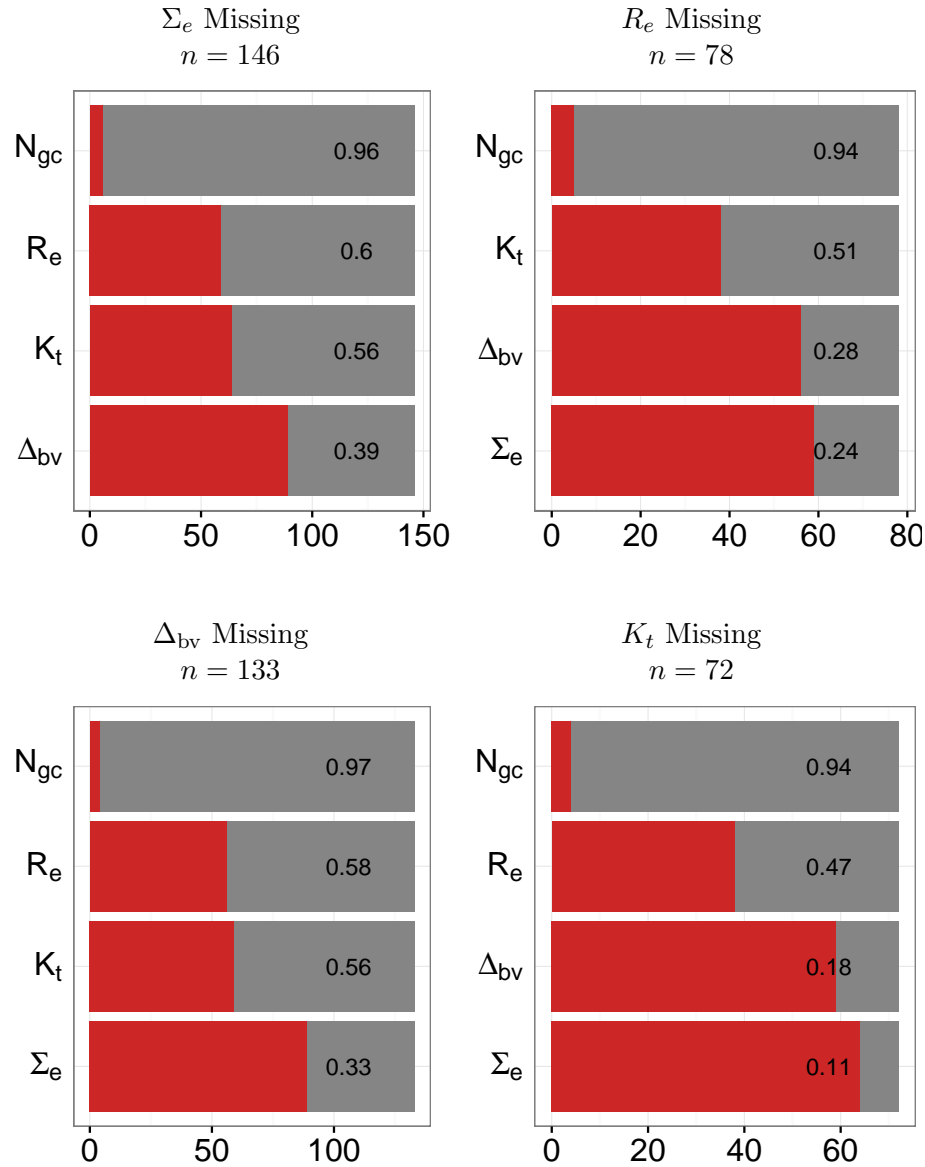 Σe Missing
n = 146
Ngc 0.96
Re 0.6
Kt 0.56
Δbv 0.39
0 50 100 150
Re Missing
n = 78
Ngc 0.94
Kt 0.51
Δbv 0.28
Σe 0.24
0 20 40 60 80
Δbv Missing
n = 133
Ngc 0.97
Re 0.58
Kt 0.56
Σe 0.33
0 50 100
Kt Missing
n = 72
Ngc 0.94
Re 0.47
Δbv 0.18
Σe 0.11
0 20 40 60